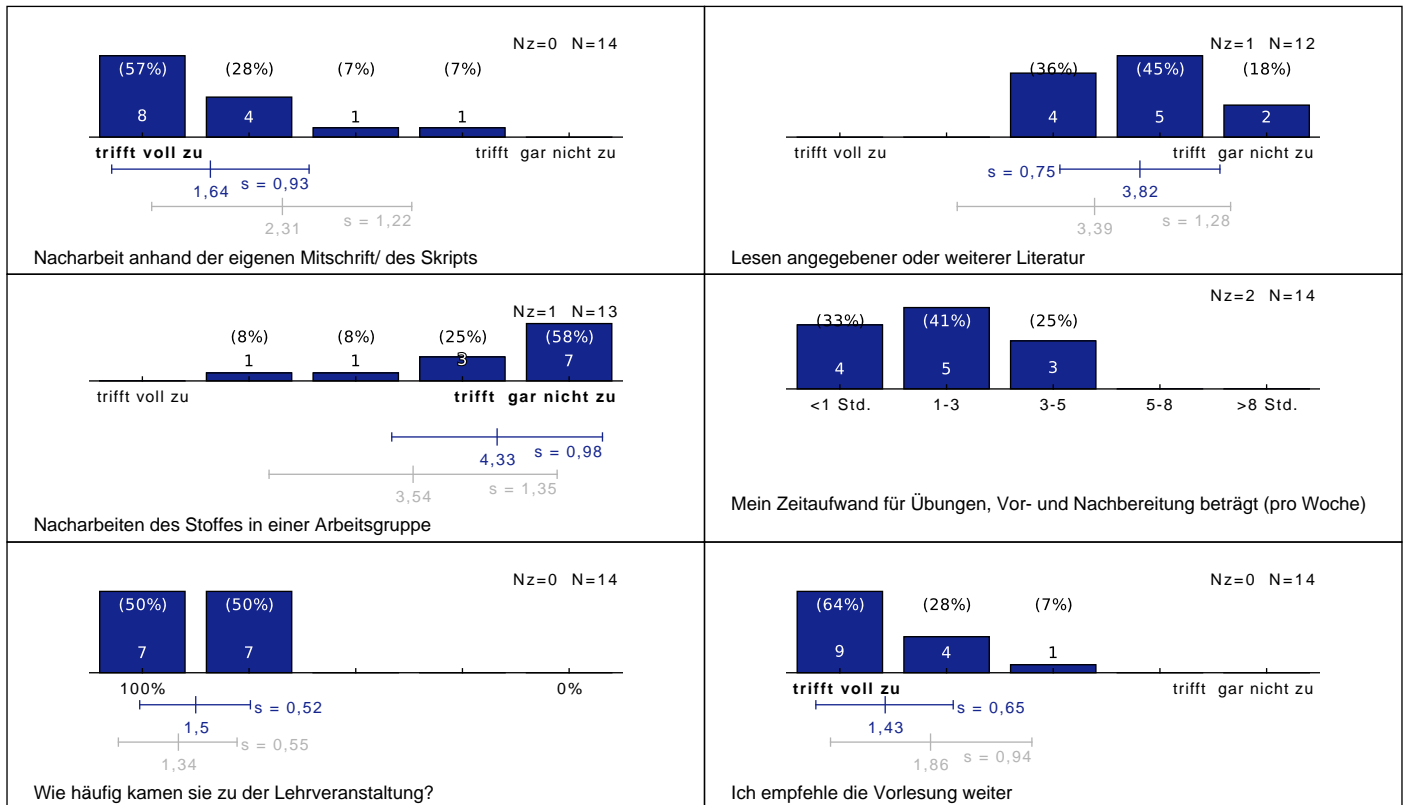 Nz=0 N=14
(57%) (28%) (7%) (7%)
8 4 1 1
trifft voll zu trifft gar nicht zu
1,64 s = 0,93
2,31 s = 1,22
Nacharbeit anhand der eigenen Mitschrift/ des Skripts
Nz=1 N=12
(36%) (45%) (18%)
4 5 2
trifft voll zu trifft gar nicht zu
s = 0,75 3,82
3,39 s = 1,28
Lesen angegebener oder weiterer Literatur
Nz=1 N=13
(8%) (8%) (25%) (58%)
1 1 3 7
trifft voll zu trifft gar nicht zu
4,33 s = 0,98
3,54 s = 1,35
Nacharbeiten des Stoffes in einer Arbeitsgruppe
Nz=2 N=14
(33%) (41%) (25%)
4 5 3
<1 Std. 1-3 3-5 5-8 >8 Std.
Mein Zeitaufwand für Übungen, Vor- und Nachbereitung beträgt (pro Woche)
Nz=0 N=14
(50%) (50%)
7 7
100% 0%
1,5 s = 0,52
1,34 s = 0,55
Wie häufig kamen sie zu der Lehrveranstaltung?
Nz=0 N=14
(64%) (28%) (7%)
9 4 1
trifft voll zu trifft gar nicht zu
1,43 s = 0,65
1,86 s = 0,94
Ich empfehle die Vorlesung weiter